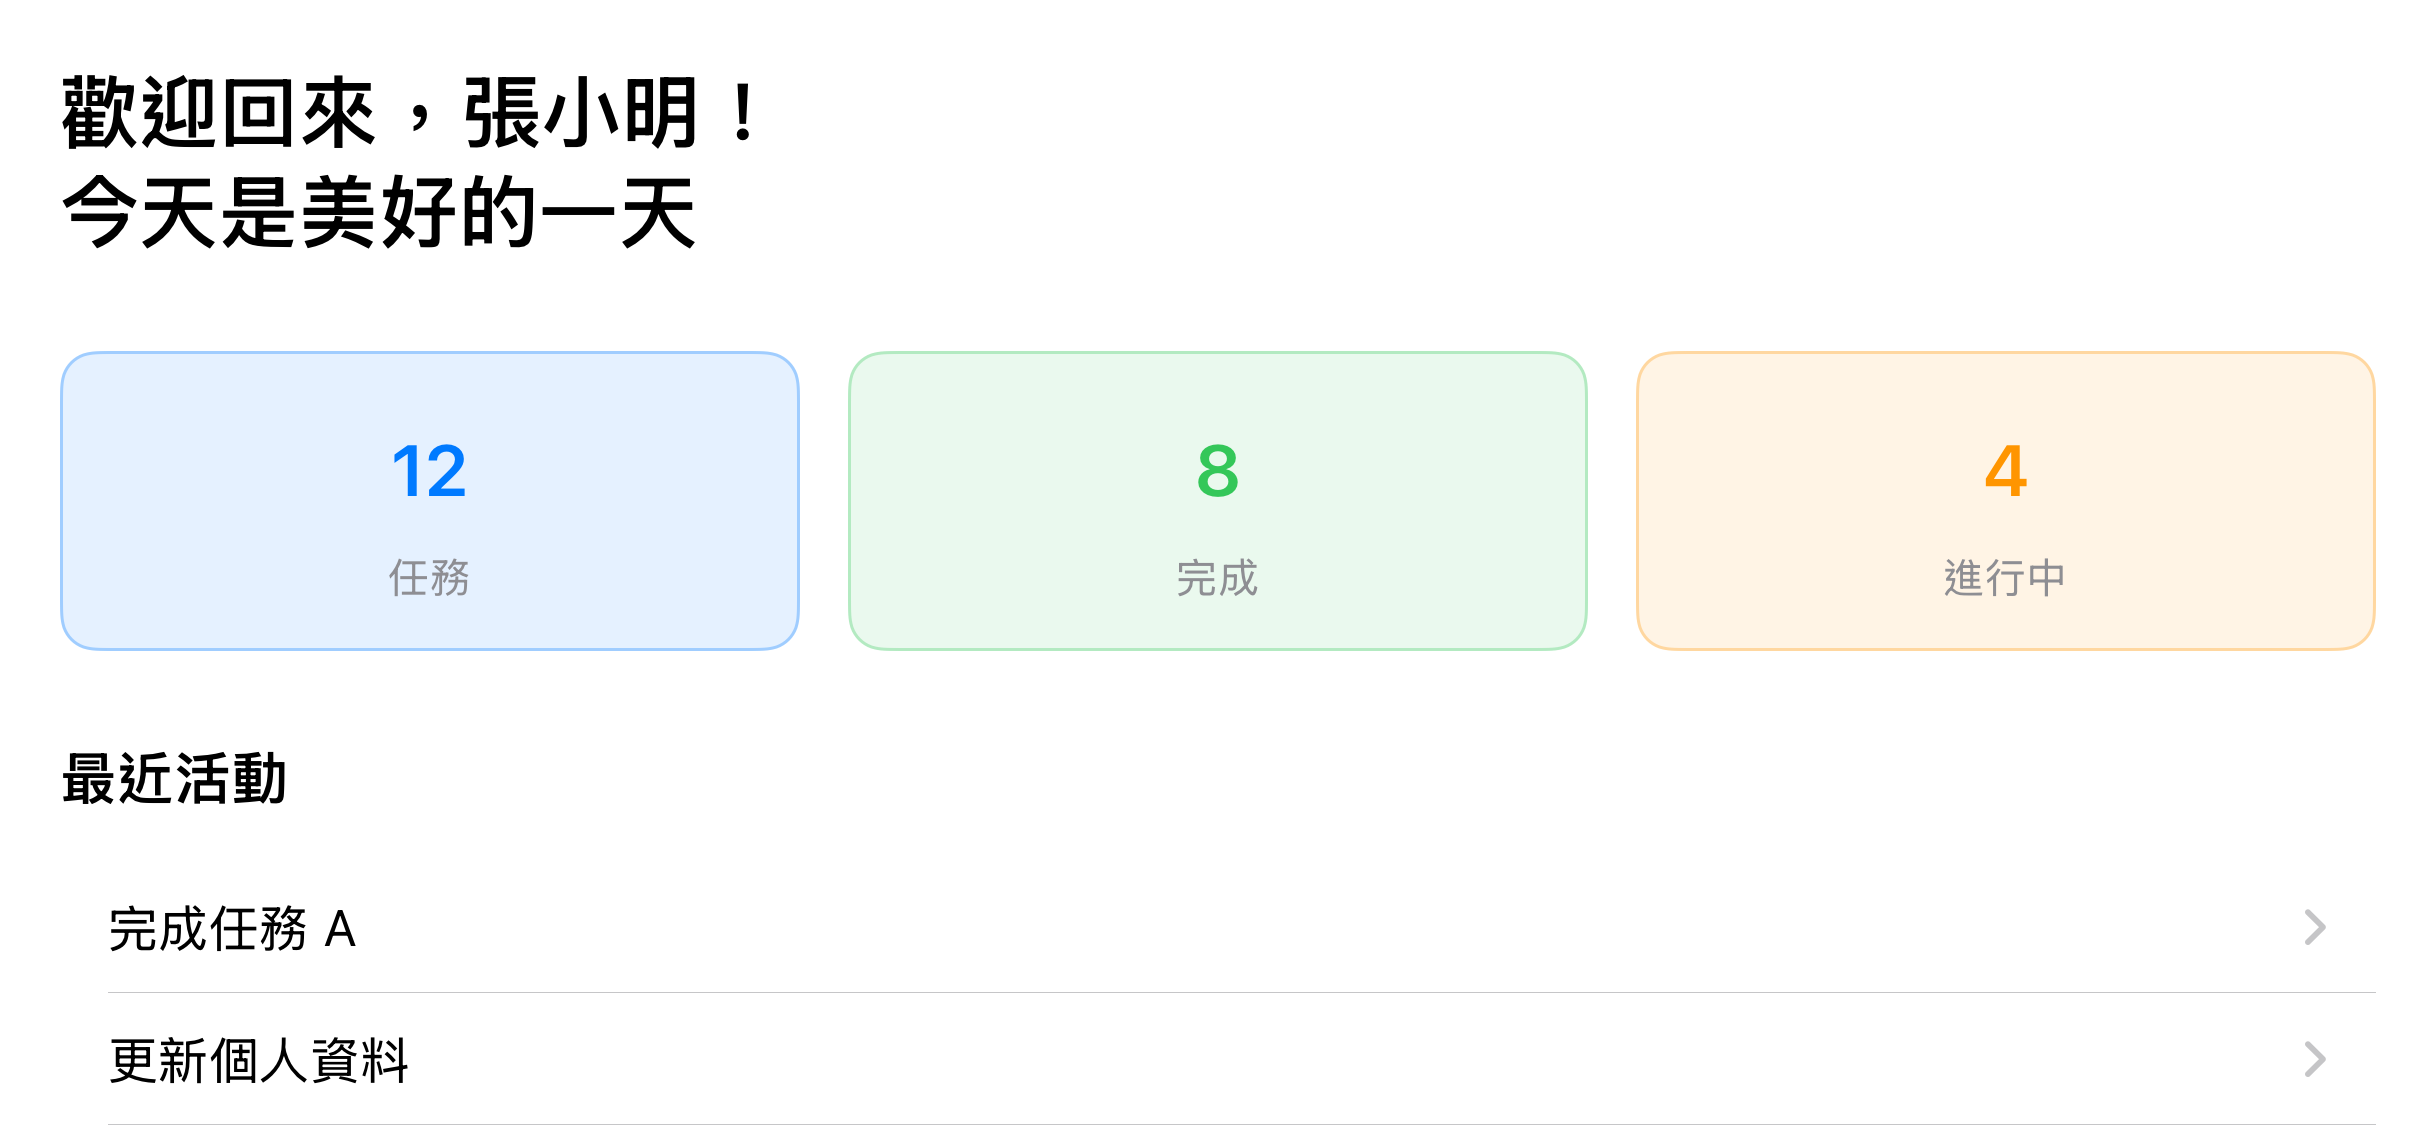 歡迎回來，張小明！
今天是美好的一天
12
任務
8
完成
4
進行中
最近活動
完成任務 A
更新個人資料